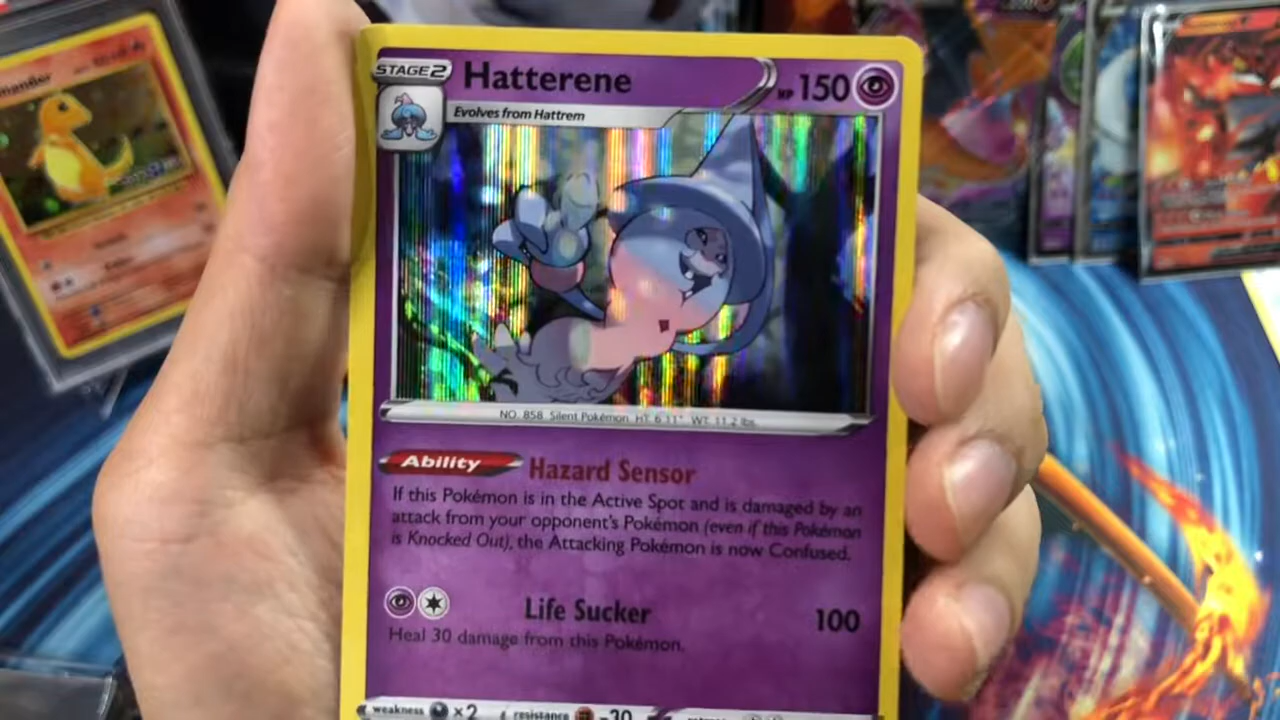 STAGE 2 Hatterene HP 150
Evolves from Hattrem
NO. 858 Silent Pokémon HT: 6'11" WT: 11.2 lbs.
Ability Hazard Sensor
If this Pokémon is in the Active Spot and is damaged by an
attack from your opponent's Pokémon (even if this Pokémon
is Knocked Out), the Attacking Pokémon is now Confused.
Life Sucker 100
Heal 30 damage from this Pokémon.
weakness ×2 resistance -30